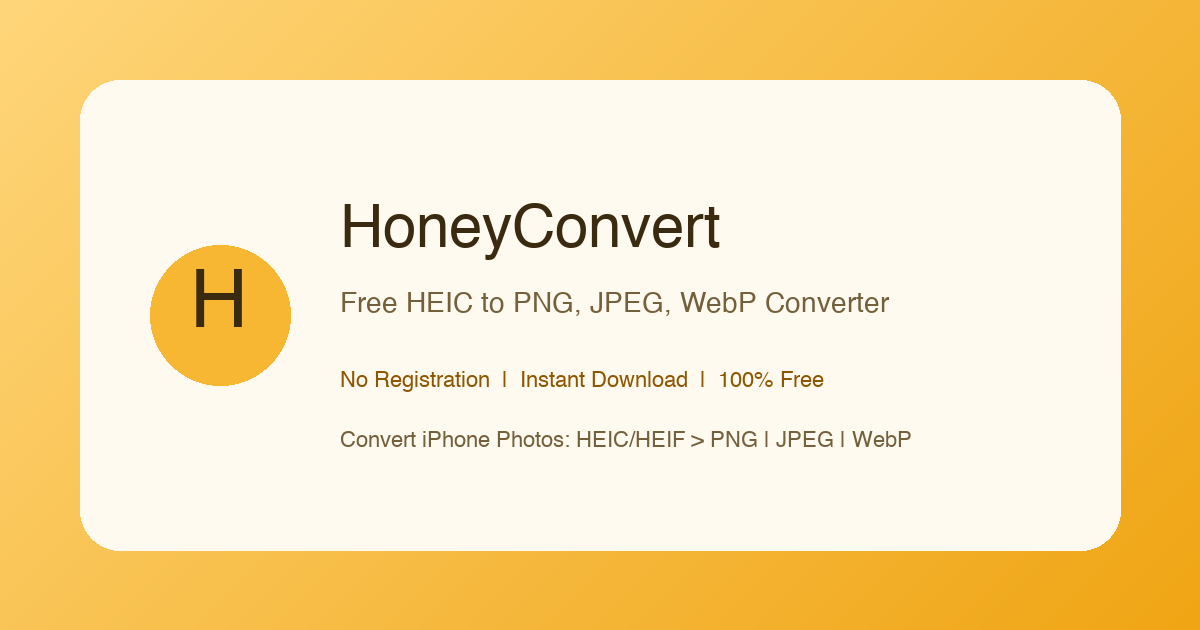 H
HoneyConvert
Free HEIC to PNG, JPEG, WebP Converter
No Registration | Instant Download | 100% Free
Convert iPhone Photos: HEIC/HEIF > PNG | JPEG | WebP